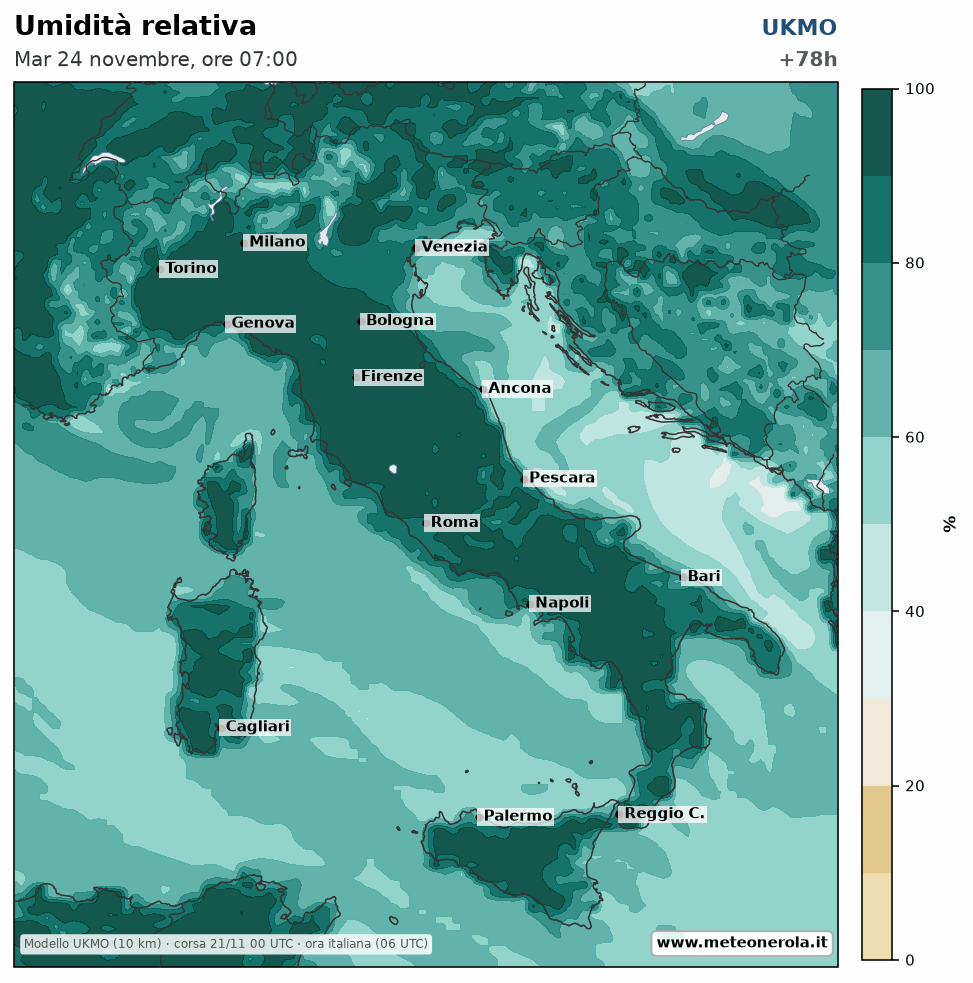 Umidità relativa
UKMO
Mar 24 novembre, ore 07:00
+78h
100
80
60
40
20
0
%
Milano
Venezia
Torino
Genova
Bologna
Firenze
Ancona
Pescara
Roma
Bari
Napoli
Cagliari
Palermo
Reggio C.
Modello UKMO (10 km) · corsa 21/11 00 UTC · ora italiana (06 UTC)
www.meteonerola.it